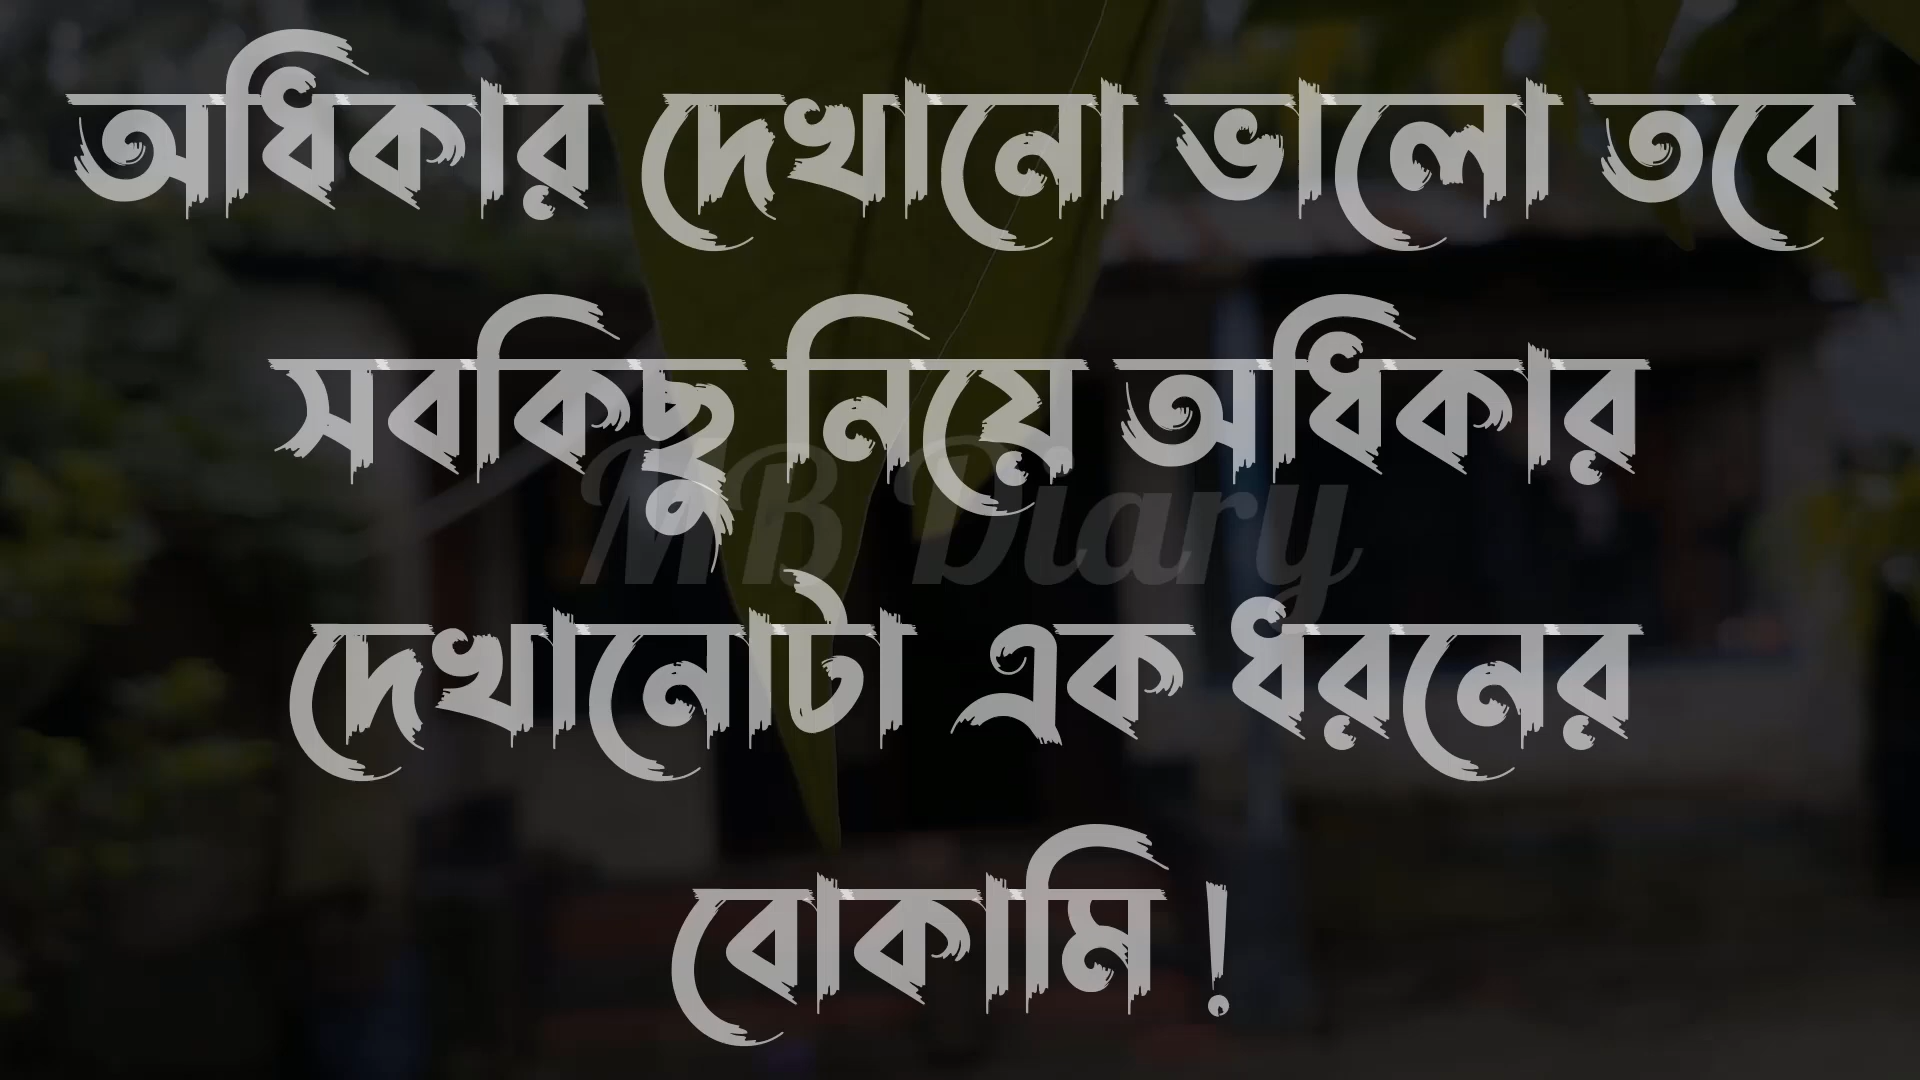 অধিকার দেখানো ভালো তবে
সবকিছু নিয়ে অধিকার
MB Diary
দেখানোটা এক ধরনের
বোকামি !